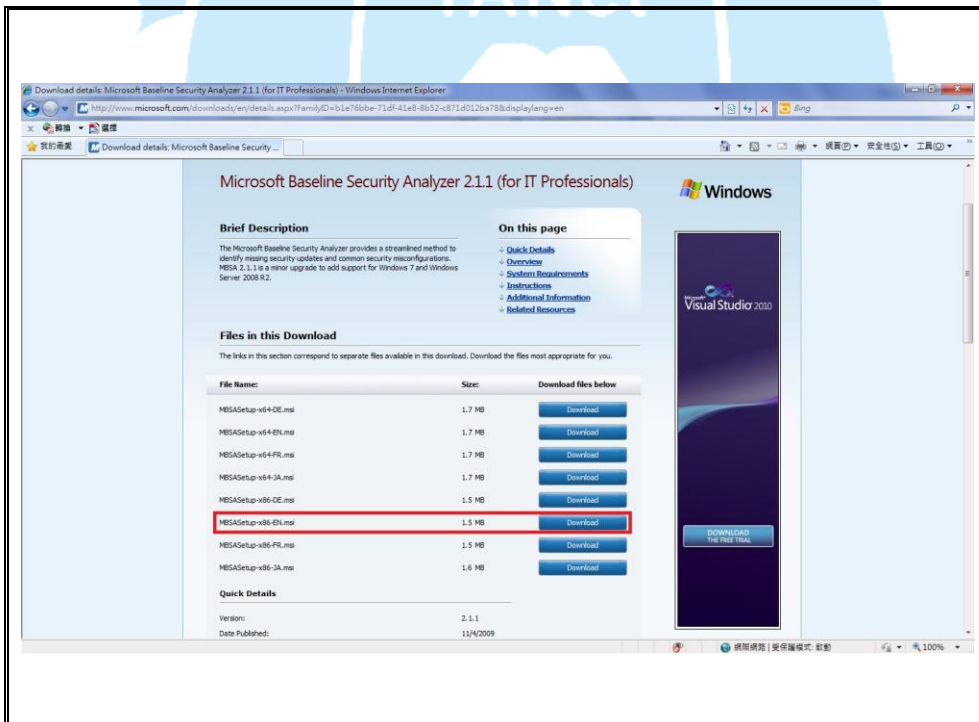 Download details: Microsoft Baseline Security Analyzer 2.1.1 (for IT Professionals) - Windows Internet Explorer
http://www.microsoft.com/downloads/en/details.aspx?FamilyID=b1e76bbe-71df-41e8-8b52-c871d012ba78&displaylang=en
Bing
x 轉換 選擇
我的最愛 Download details: Microsoft Baseline Security ...
網頁(P) 安全性(S) 工具(O)
Microsoft Baseline Security Analyzer 2.1.1 (for IT Professionals)
Windows
Brief Description
The Microsoft Baseline Security Analyzer provides a streamlined method to
identify missing security updates and common security misconfigurations.
MBSA 2.1.1 is a minor upgrade to add support for Windows 7 and Windows
Server 2008 R2.
On this page
Quick Details
Overview
System Requirements
Instructions
Additional Information
Related Resources
Microsoft
Visual Studio 2010
Files in this Download
The links in this section correspond to separate files available in this download. Download the files most appropriate for you.
File Name: Size: Download files below
MBSASetup-x64-DE.msi 1.7 MB Download
MBSASetup-x64-EN.msi 1.7 MB Download
MBSASetup-x64-FR.msi 1.7 MB Download
MBSASetup-x64-JA.msi 1.7 MB Download
MBSASetup-x86-DE.msi 1.5 MB Download
MBSASetup-x86-EN.msi 1.5 MB Download
MBSASetup-x86-FR.msi 1.5 MB Download
MBSASetup-x86-JA.msi 1.6 MB Download
DOWNLOAD
THE FREE TRIAL
Quick Details
Version: 2.1.1
Date Published: 11/4/2009
網際網路 | 受保護模式: 啟動 100%